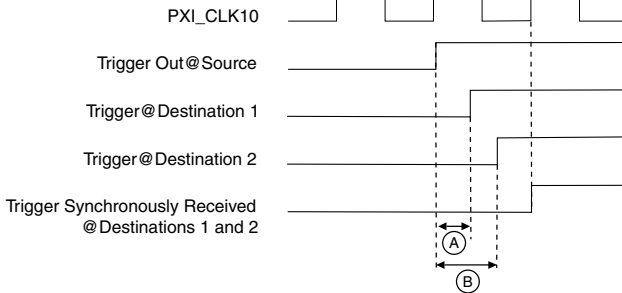 PXI_CLK10
Trigger Out@Source
Trigger@Destination 1
Trigger@Destination 2
Trigger Synchronously Received
@Destinations 1 and 2
A
B